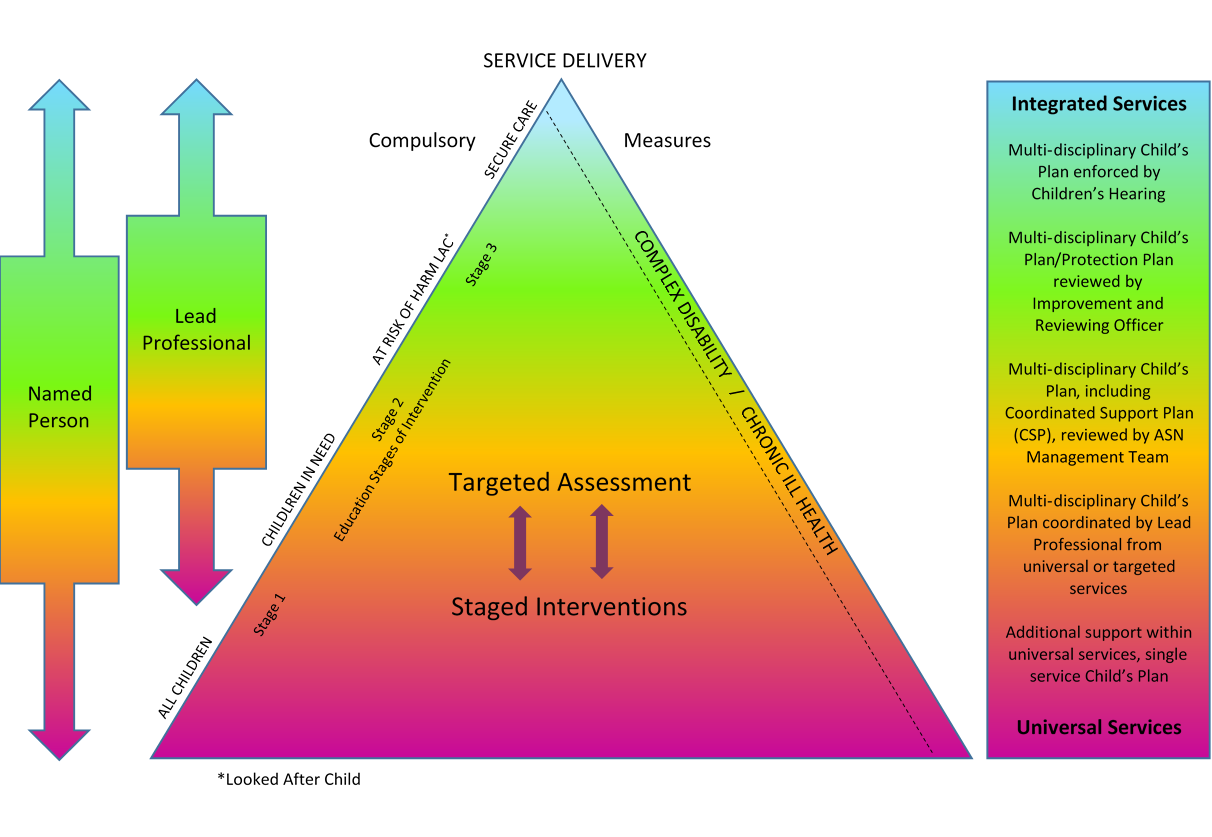 SERVICE DELIVERY
Compulsory
Measures
SECURE CARE
AT RISK OF HARM LAC*
CHILDLREN IN NEED
ALL CHILDREN
Stage 3
Stage 2
Education Stages of Intervention
Stage 1
COMPLEX DISABILITY / CHRONIC ILL HEALTH
Targeted Assessment
Staged Interventions
*Looked After Child
Named
Person
Lead
Professional
Integrated Services
Multi-disciplinary Child’s
Plan enforced by
Children’s Hearing
Multi-disciplinary Child’s
Plan/Protection Plan
reviewed by
Improvement and
Reviewing Officer
Multi-disciplinary Child’s
Plan, including
Coordinated Support Plan
(CSP), reviewed by ASN
Management Team
Multi-disciplinary Child’s
Plan coordinated by Lead
Professional from
universal or targeted
services
Additional support within
universal services, single
service Child’s Plan
Universal Services